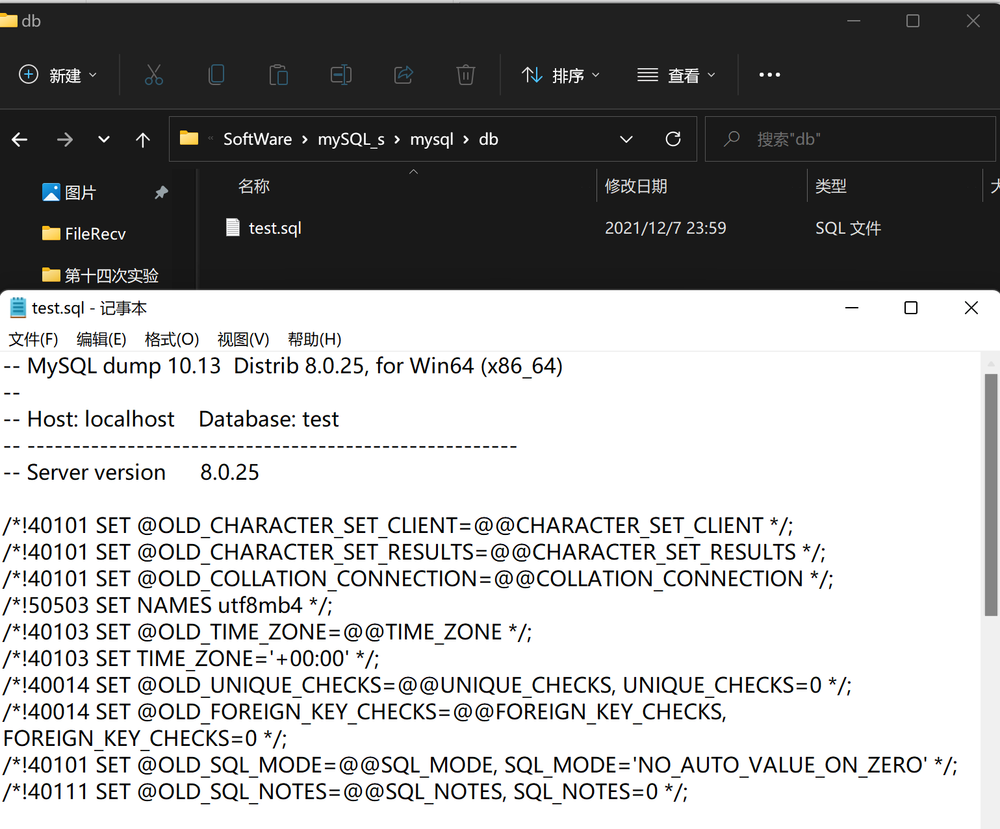 db
新建
排序
查看
SoftWare › mySQL_s › mysql › db
搜索"db"
名称
修改日期
类型
图片
test.sql
2021/12/7 23:59
SQL 文件
FileRecv
第十四次实验
test.sql - 记事本
文件(F) 编辑(E) 格式(O) 视图(V) 帮助(H)
-- MySQL dump 10.13  Distrib 8.0.25, for Win64 (x86_64)
--
-- Host: localhost    Database: test
-- ------------------------------------------------------
-- Server version      8.0.25
/*!40101 SET @OLD_CHARACTER_SET_CLIENT=@@CHARACTER_SET_CLIENT */;
/*!40101 SET @OLD_CHARACTER_SET_RESULTS=@@CHARACTER_SET_RESULTS */;
/*!40101 SET @OLD_COLLATION_CONNECTION=@@COLLATION_CONNECTION */;
/*!50503 SET NAMES utf8mb4 */;
/*!40103 SET @OLD_TIME_ZONE=@@TIME_ZONE */;
/*!40103 SET TIME_ZONE='+00:00' */;
/*!40014 SET @OLD_UNIQUE_CHECKS=@@UNIQUE_CHECKS, UNIQUE_CHECKS=0 */;
/*!40014 SET @OLD_FOREIGN_KEY_CHECKS=@@FOREIGN_KEY_CHECKS,
FOREIGN_KEY_CHECKS=0 */;
/*!40101 SET @OLD_SQL_MODE=@@SQL_MODE, SQL_MODE='NO_AUTO_VALUE_ON_ZERO' */;
/*!40111 SET @OLD_SQL_NOTES=@@SQL_NOTES, SQL_NOTES=0 */;